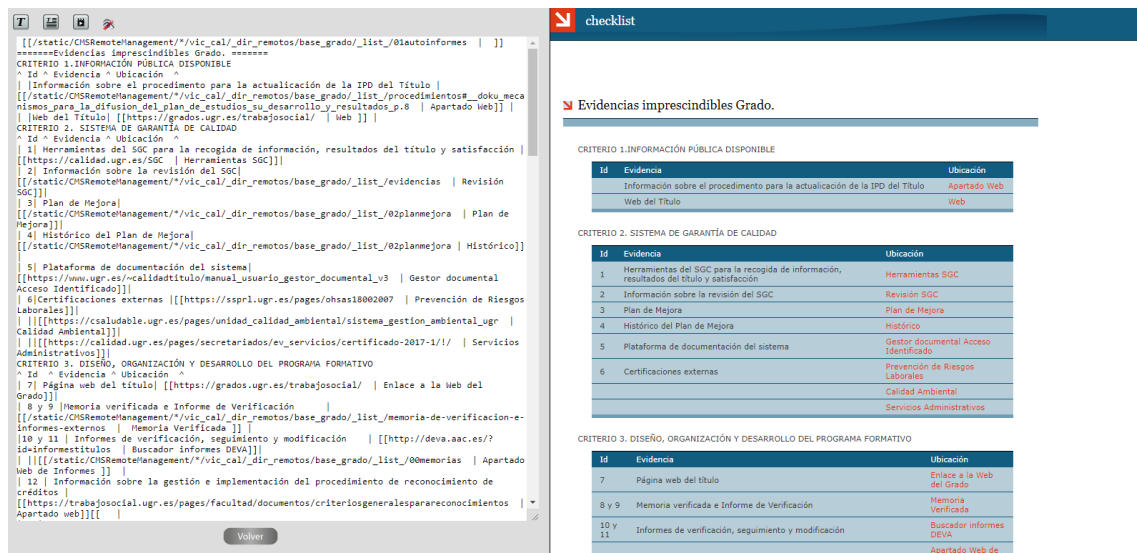 [[/static/CMSRemoteManagement/*/vic_cal/_dir_remotos/base_grado/_list_/01autoinformes | ]]
=======Evidencias imprescindibles Grado. =======
CRITERIO 1.INFORMACIÓN PÚBLICA DISPONIBLE
^ Id ^ Evidencia ^ Ubicación ^
| |Información sobre el procedimento para la actualicación de la IPD del Título |
[[/static/CMSRemoteManagement/*/vic_cal/_dir_remotos/base_grado/_list_/procedimientos#__doku_meca
nismos_para_la_difusion_del_plan_de_estudios_su_desarrollo_y_resultados_p.8 | Apartado Web]] |
| |Web del Título| [[https://grados.ugr.es/trabajosocial/ | Web ]] |
CRITERIO 2. SISTEMA DE GARANTÍA DE CALIDAD
^ Id ^ Evidencia ^ Ubicación ^
| 1| Herramientas del SGC para la recogida de información, resultados del título y satisfacción |
[[https://calidad.ugr.es/SGC | Herramientas SGC]]|
| 2| Información sobre la revisión del SGC|
[[/static/CMSRemoteManagement/*/vic_cal/_dir_remotos/base_grado/_list_/evidencias | Revisión
SGC]]|
| 3| Plan de Mejora|
[[/static/CMSRemoteManagement/*/vic_cal/_dir_remotos/base_grado/_list_/02planmejora | Plan de
Mejora]]|
| 4| Histórico del Plan de Mejora|
[[/static/CMSRemoteManagement/*/vic_cal/_dir_remotos/base_grado/_list_/02planmejora | Histórico]]
|
| 5| Plataforma de documentación del sistema|
[[https://www.ugr.es/~calidadtitulo/manual_usuario_gestor_documental_v3 | Gestor documental
Acceso Identificado]]|
| 6|Certificaciones externas |[[https://ssprl.ugr.es/pages/ohsas18002007 | Prevención de Riesgos
Laborales]]|
| ||[[https://csaludable.ugr.es/pages/unidad_calidad_ambiental/sistema_gestion_ambiental_ugr |
Calidad Ambiental]]|
| ||[[https://calidad.ugr.es/pages/secretariados/ev_servicios/certificado-2017-1/!/ | Servicios
Administrativos]]|
CRITERIO 3. DISEÑO, ORGANIZACIÓN Y DESARROLLO DEL PROGRAMA FORMATIVO
^ Id ^ Evidencia ^ Ubicación ^
| 7| Página web del título| [[https://grados.ugr.es/trabajosocial/ | Enlace a la Web del
Grado]]|
| 8 y 9 |Memoria verificada e Informe de Verificación |
[[/static/CMSRemoteManagement/*/vic_cal/_dir_remotos/base_grado/_list_/memoria-de-verificacion-e-
informes-externos | Memoria Verificada ]] |
|10 y 11 | Informes de verificación, seguimiento y modificación | [[http://deva.aac.es/?
id=informestitulos | Buscador informes DEVA]]|
| ||[[/static/CMSRemoteManagement/*/vic_cal/_dir_remotos/base_grado/_list_/00memorias | Apartado
Web de Informes ]] |
| 12 | Información sobre la gestión e implementación del procedimiento de reconocimiento de
créditos |
[[https://trabajosocial.ugr.es/pages/facultad/documentos/criteriosgeneralesparareconocimientos |
Apartado web]][[ |
Volver
checklist
Evidencias imprescindibles Grado.
CRITERIO 1.INFORMACIÓN PÚBLICA DISPONIBLE
Id Evidencia Ubicación
Información sobre el procedimento para la actualicación de la IPD del Título Apartado Web
Web del Título Web
CRITERIO 2. SISTEMA DE GARANTÍA DE CALIDAD
Id Evidencia Ubicación
1 Herramientas del SGC para la recogida de información, resultados del título y satisfacción Herramientas SGC
2 Información sobre la revisión del SGC Revisión SGC
3 Plan de Mejora Plan de Mejora
4 Histórico del Plan de Mejora Histórico
5 Plataforma de documentación del sistema Gestor documental Acceso Identificado
6 Certificaciones externas Prevención de Riesgos Laborales
Calidad Ambiental
Servicios Administrativos
CRITERIO 3. DISEÑO, ORGANIZACIÓN Y DESARROLLO DEL PROGRAMA FORMATIVO
Id Evidencia Ubicación
7 Página web del título Enlace a la Web del Grado
8 y 9 Memoria verificada e Informe de Verificación Memoria Verificada
10 y 11 Informes de verificación, seguimiento y modificación Buscador informes DEVA
Apartado Web de